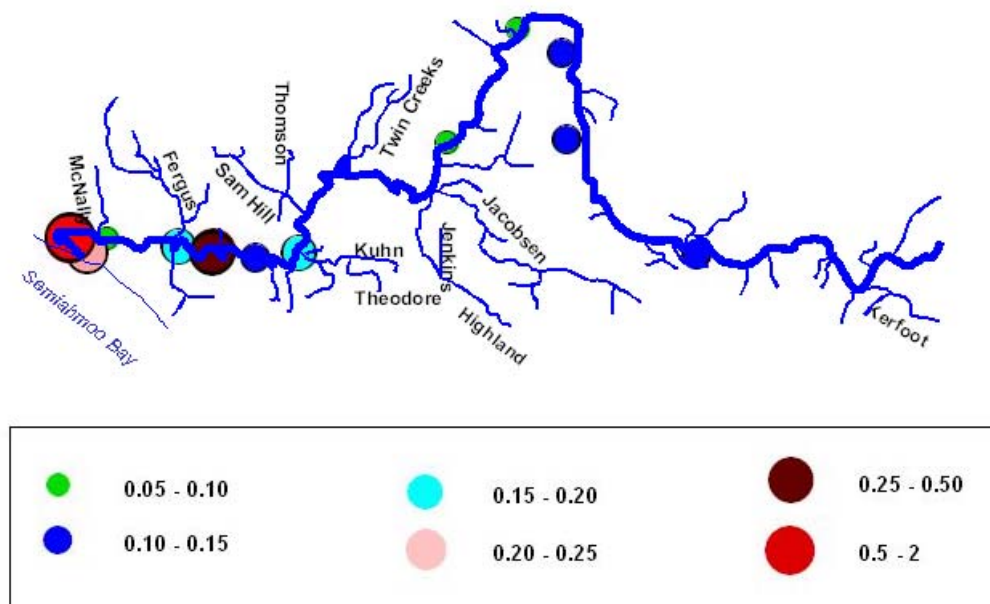 Twin Creeks
Thomson
Fergus
McNally
Sam Hill
Jacobsen
Jenkins
Kuhn
Theodore
Semiahmoo Bay
Highland
Kerfoot
0.05 - 0.10
0.15 - 0.20
0.25 - 0.50
0.10 - 0.15
0.20 - 0.25
0.5 - 2